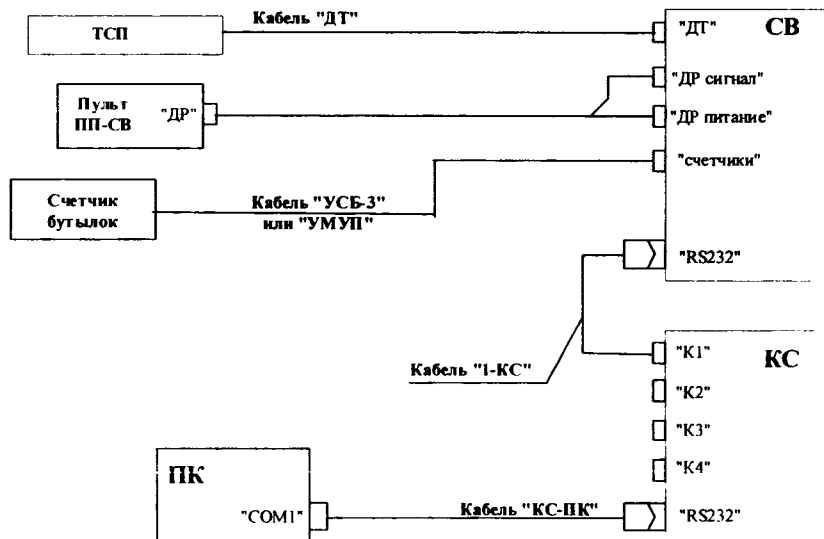 Кабель "ДТ"
ТСП
"ДТ"
СВ
"ДР сигнал"
Пульт
ПП-СВ
"ДР"
"ДР питание"
"счетчики"
Счетчик
бутылок
Кабель "УСБ-3"
или "УМУП"
"RS232"
Кабель "1-КС"
"К1"
КС
"К2"
"К3"
"К4"
ПК
"COM1"
Кабель "КС-ПК"
"RS232"